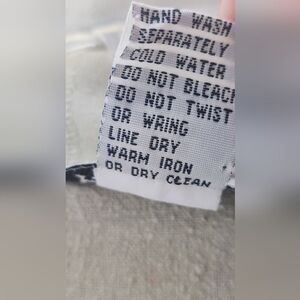 HAND WASH
SEPARATELY
COLD WATER
DO NOT BLEACH
DO NOT TWIST
OR WRING
LINE DRY
WARM IRON
OR DRY CLEAN